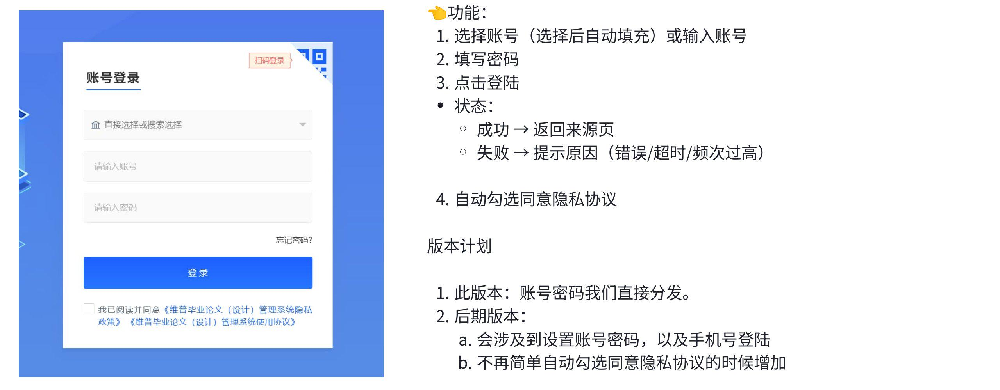 扫码登录
账号登录
直接选择或搜索选择
请输入账号
请输入密码
忘记密码?
登录
我已阅读并同意《维普毕业论文（设计）管理系统隐私
政策》《维普毕业论文（设计）管理系统使用协议》
👈功能：
1. 选择账号（选择后自动填充）或输入账号
2. 填写密码
3. 点击登陆
• 状态：
◦ 成功 → 返回来源页
◦ 失败 → 提示原因（错误/超时/频次过高）
4. 自动勾选同意隐私协议
版本计划
1. 此版本：账号密码我们直接分发。
2. 后期版本：
a. 会涉及到设置账号密码，以及手机号登陆
b. 不再简单自动勾选同意隐私协议的时候增加